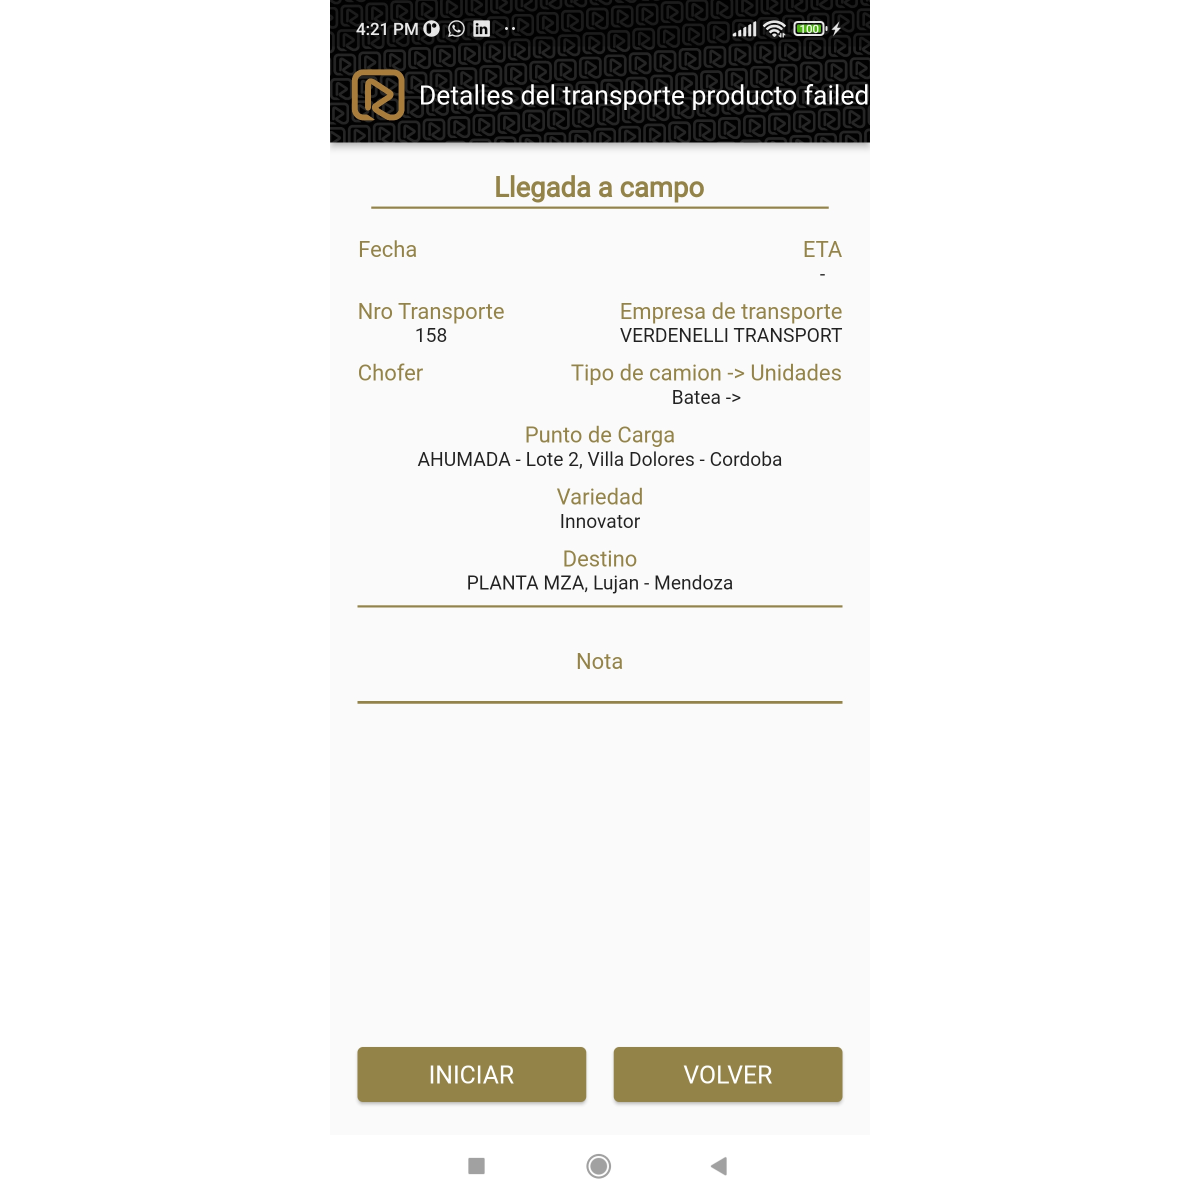 4:21 PM
100
Detalles del transporte producto failed
Llegada a campo
Fecha
ETA
-
Nro Transporte
Empresa de transporte
158
VERDENELLI TRANSPORT
Chofer
Tipo de camion -> Unidades
Batea ->
Punto de Carga
AHUMADA - Lote 2, Villa Dolores - Cordoba
Variedad
Innovator
Destino
PLANTA MZA, Lujan - Mendoza
Nota
INICIAR
VOLVER